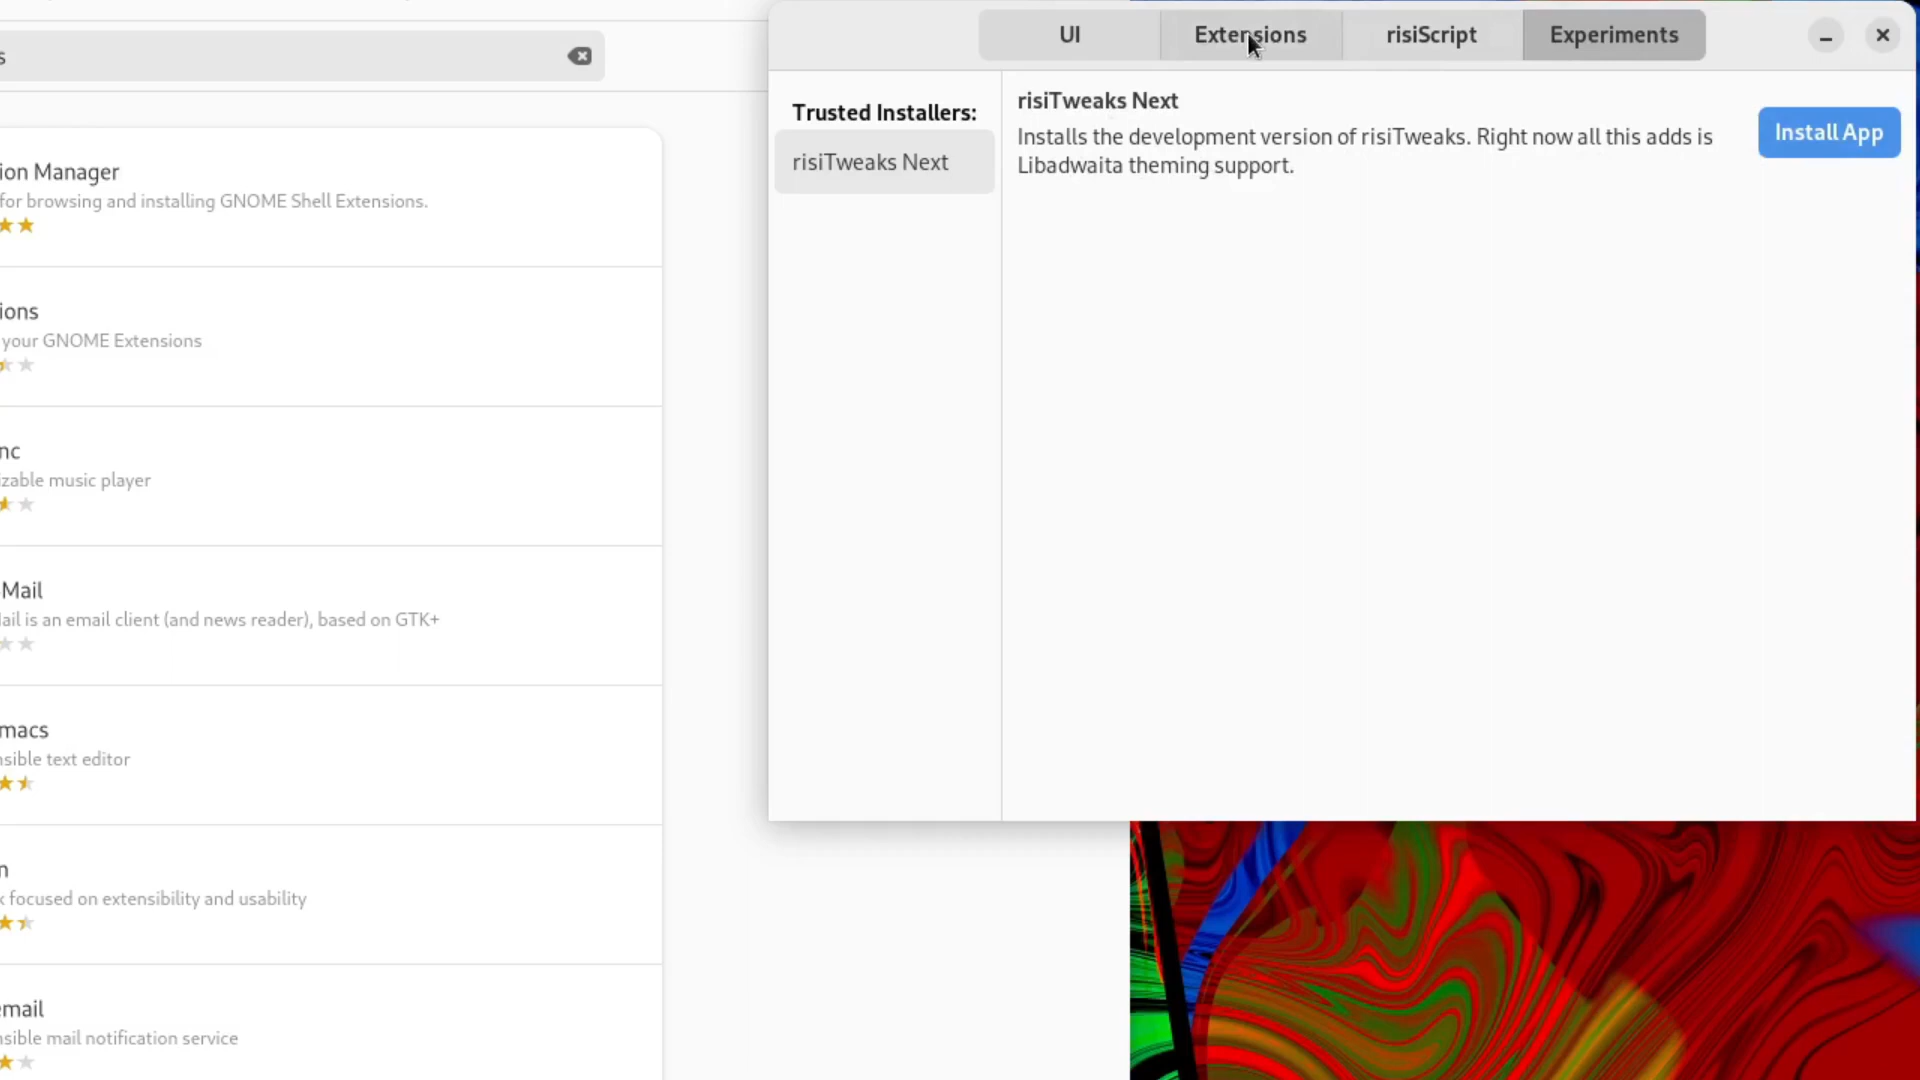 s
ion Manager
for browsing and installing GNOME Shell Extensions.
ions
your GNOME Extensions
nc
izable music player
Mail
ail is an email client (and news reader), based on GTK+
macs
nsible text editor
n
k focused on extensibility and usability
email
nsible mail notification service
UI
Extensions
risiScript
Experiments
Trusted Installers:
risiTweaks Next
risiTweaks Next
Installs the development version of risiTweaks. Right now all this adds is
Libadwaita theming support.
Install App